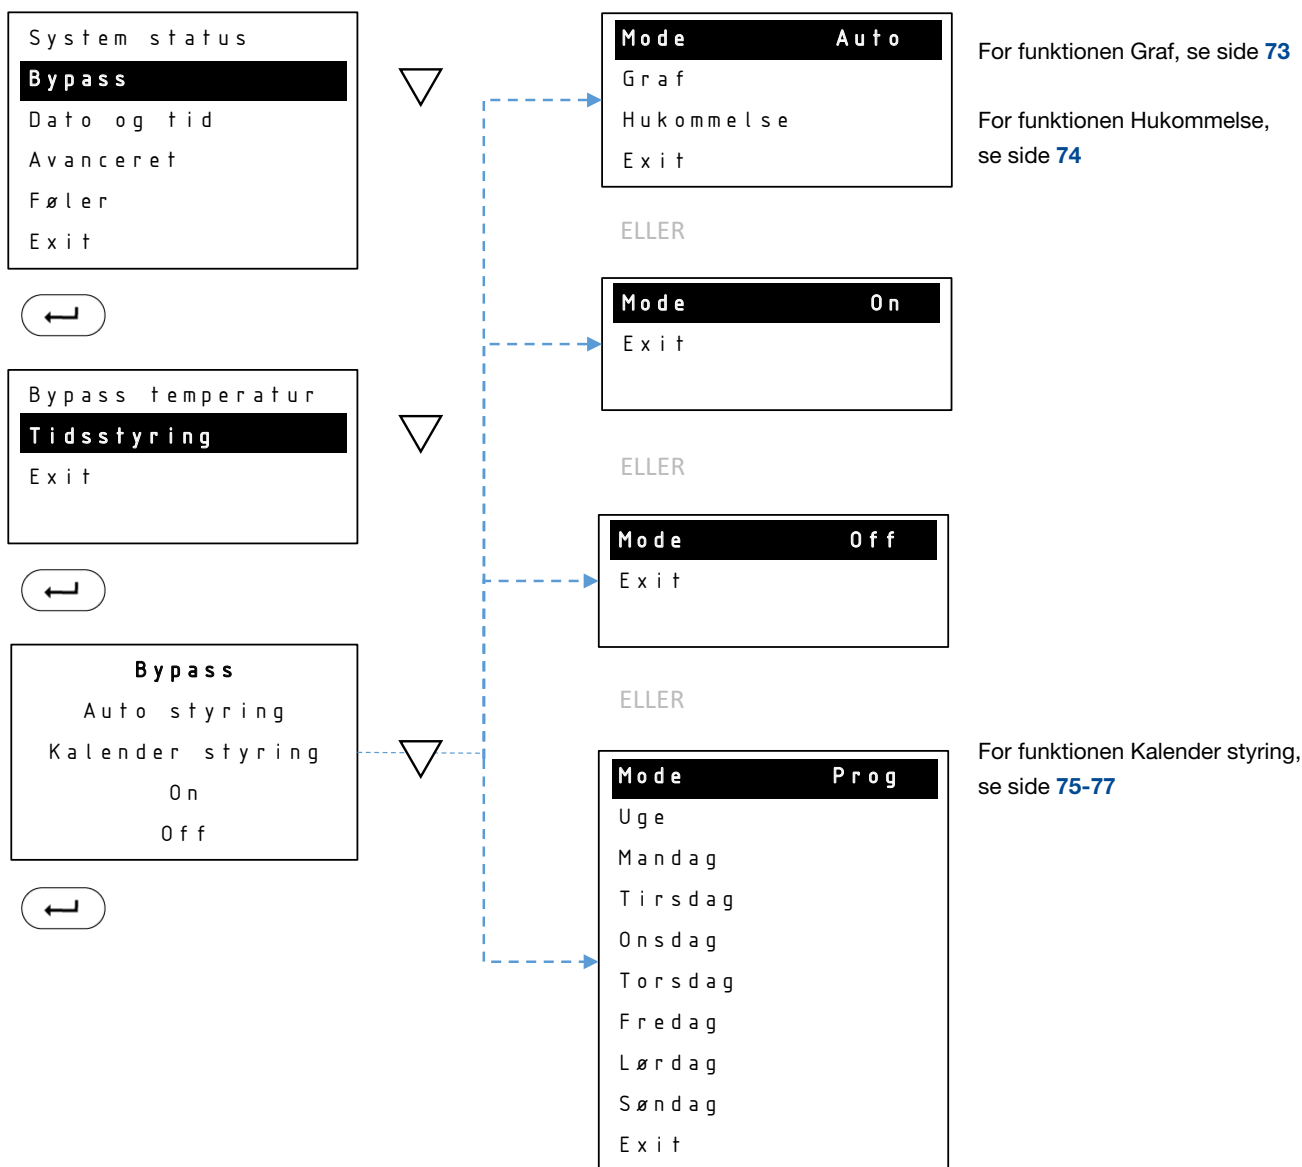 System status
Bypass
Dato og tid
Avanceret
Føler
Exit
Bypass temperatur
Tidsstyring
Exit
Bypass
Auto styring
Kalender styring
On
Off
Mode Auto
Graf
Hukommelse
Exit
ELLER
Mode On
Exit
ELLER
Mode Off
Exit
ELLER
Mode Prog
Uge
Mandag
Tirsdag
Onsdag
Torsdag
Fredag
Lørdag
Søndag
Exit
For funktionen Graf, se side 73
For funktionen Hukommelse,
se side 74
For funktionen Kalender styring,
se side 75-77